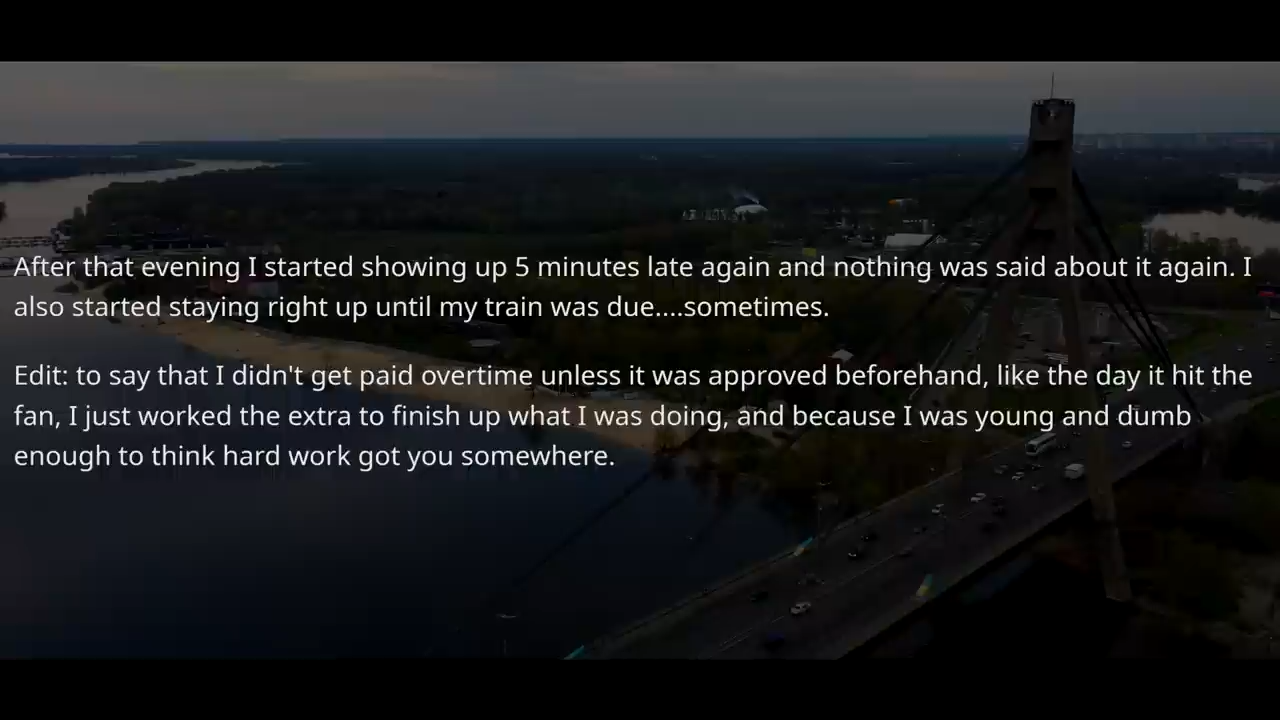 After that evening I started showing up 5 minutes late again and nothing was said about it again. I
also started staying right up until my train was due....sometimes.
Edit: to say that I didn't get paid overtime unless it was approved beforehand, like the day it hit the
fan, I just worked the extra to finish up what I was doing, and because I was young and dumb
enough to think hard work got you somewhere.